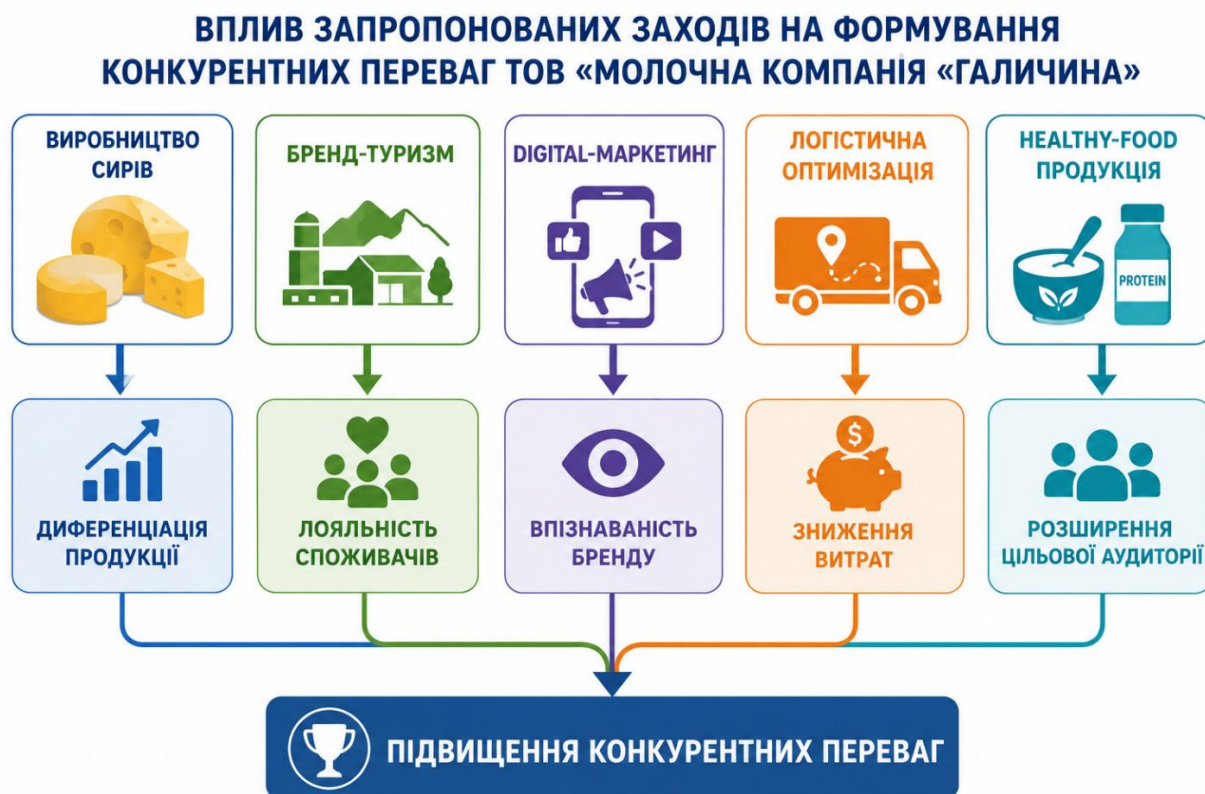 ВПЛИВ ЗАПРОПОНОВАНИХ ЗАХОДІВ НА ФОРМУВАННЯ
КОНКУРЕНТНИХ ПЕРЕВАГ ТОВ «МОЛОЧНА КОМПАНІЯ «ГАЛИЧИНА»
ВИРОБНИЦТВО
СИРІВ
БРЕНД-ТУРИЗМ
DIGITAL-МАРКЕТИНГ
ЛОГІСТИЧНА
ОПТИМІЗАЦІЯ
HEALTHY-FOOD
ПРОДУКЦІЯ
PROTEIN
$
ДИФЕРЕНЦІАЦІЯ
ПРОДУКЦІЇ
ЛОЯЛЬНІСТЬ
СПОЖИВАЧІВ
ВПІЗНАВАНІСТЬ
БРЕНДУ
ЗНИЖЕННЯ
ВИТРАТ
РОЗШИРЕННЯ
ЦІЛЬОВОЇ АУДИТОРІЇ
ПІДВИЩЕННЯ КОНКУРЕНТНИХ ПЕРЕВАГ